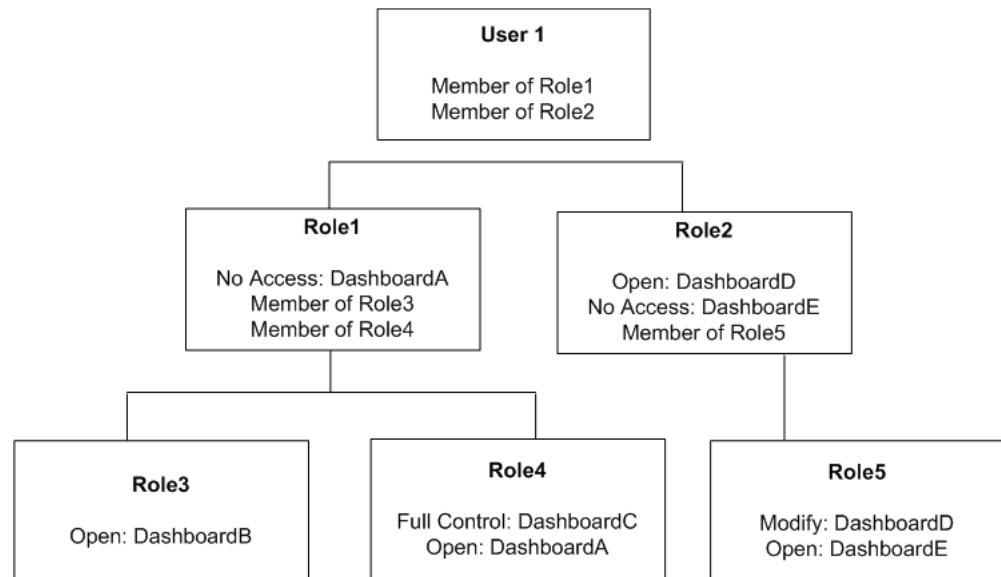 User 1
Member of Role1
Member of Role2
Role1
No Access: DashboardA
Member of Role3
Member of Role4
Role2
Open: DashboardD
No Access: DashboardE
Member of Role5
Role3
Open: DashboardB
Role4
Full Control: DashboardC
Open: DashboardA
Role5
Modify: DashboardD
Open: DashboardE